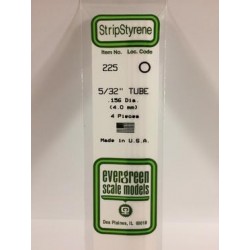 StripStyrene
Item No. Loc. Code
225
5/32" TUBE
.156 Dia.
(4.0 mm)
4 Pieces
Made in U.S.A.
evergreen
scale models
Des Plaines, IL 60018